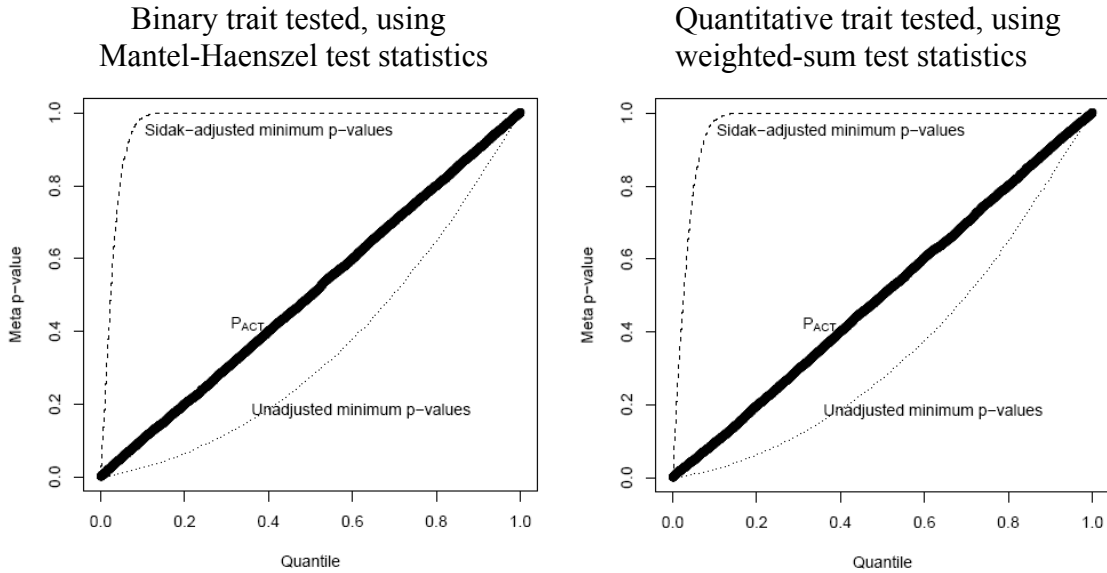 Binary trait tested, using
Mantel-Haenszel test statistics
Meta p−value
1.0
0.8
0.6
0.4
0.2
0.0
Sidak−adjusted minimum p−values
PACT
Unadjusted minimum p−values
0.0 0.2 0.4 0.6 0.8 1.0
Quantile
Quantitative trait tested, using
weighted-sum test statistics
Meta p−value
1.0
0.8
0.6
0.4
0.2
0.0
Sidak−adjusted minimum p−values
PACT
Unadjusted minimum p−values
0.0 0.2 0.4 0.6 0.8 1.0
Quantile